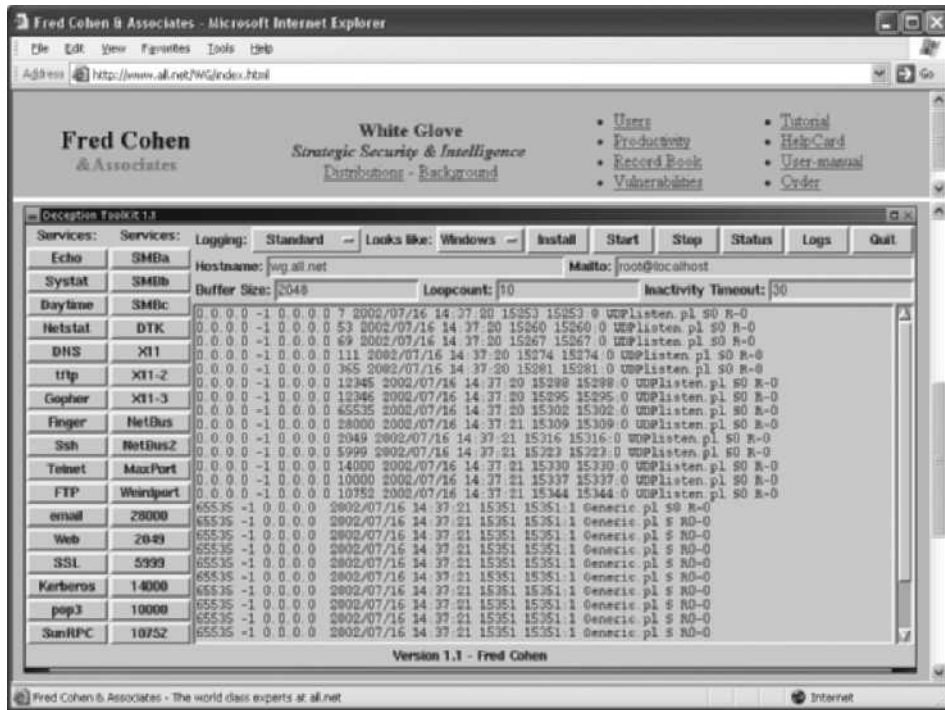 Fred Cohen & Associates - Microsoft Internet Explorer
File Edit View Favorites Tools Help
Address http://www.all.net/WG/index.html Go
Fred Cohen
& Associates
White Glove
Strategic Security & Intelligence
Distributions - Background
• Users
• Productivity
• Record Book
• Vulnerabilities
• Tutorial
• HelpCard
• User-manual
• Order
Deception Toolkit 1.1
Services: Services: Logging: Standard Looks like: Windows Install Start Stop Status Logs Quit
Hostname: wg.all.net Mailto: root@localhost
Buffer Size: 2048 Loopcount: 10 Inactivity Timeout: 30
Echo SMBa
Systat SMBb
Daytime SMBc
Netstat DTK
DNS X11
tftp X11-2
Gopher X11-3
Finger NetBus
Ssh NetBus2
Telnet MaxPort
FTP Weirdport
email 28000
Web 2049
SSL 5999
Kerberos 14000
pop3 10000
SunRPC 10752
0.0.0.0 -1 0.0.0.0 7 2002/07/16 14:37:20 15253 15253:0 UDPlisten.pl S0 R-0
0.0.0.0 -1 0.0.0.0 53 2002/07/16 14:37:20 15260 15260:0 UDPlisten.pl S0 R-0
0.0.0.0 -1 0.0.0.0 69 2002/07/16 14:37:20 15267 15267:0 UDPlisten.pl S0 R-0
0.0.0.0 -1 0.0.0.0 111 2002/07/16 14:37:20 15274 15274:0 UDPlisten.pl S0 R-0
0.0.0.0 -1 0.0.0.0 365 2002/07/16 14:37:20 15281 15281:0 UDPlisten.pl S0 R-0
0.0.0.0 -1 0.0.0.0 12345 2002/07/16 14:37:20 15288 15288:0 UDPlisten.pl S0 R-0
0.0.0.0 -1 0.0.0.0 12346 2002/07/16 14:37:20 15295 15295:0 UDPlisten.pl S0 R-0
0.0.0.0 -1 0.0.0.0 65535 2002/07/16 14:37:20 15302 15302:0 UDPlisten.pl S0 R-0
0.0.0.0 -1 0.0.0.0 28000 2002/07/16 14:37:21 15309 15309:0 UDPlisten.pl S0 R-0
0.0.0.0 -1 0.0.0.0 2049 2002/07/16 14:37:21 15316 15316:0 UDPlisten.pl S0 R-0
0.0.0.0 -1 0.0.0.0 5999 2002/07/16 14:37:21 15323 15323:0 UDPlisten.pl S0 R-0
0.0.0.0 -1 0.0.0.0 14000 2002/07/16 14:37:21 15330 15330:0 UDPlisten.pl S0 R-0
0.0.0.0 -1 0.0.0.0 10000 2002/07/16 14:37:21 15337 15337:0 UDPlisten.pl S0 R-0
0.0.0.0 -1 0.0.0.0 10752 2002/07/16 14:37:21 15344 15344:0 UDPlisten.pl S0 R-0
65535 -1 0.0.0.0 2002/07/16 14:37:21 15351 15351:1 Generic.pl S0 R-0
65535 -1 0.0.0.0 2002/07/16 14:37:21 15351 15351:1 Generic.pl S R0-0
65535 -1 0.0.0.0 2002/07/16 14:37:21 15351 15351:1 Generic.pl S R0-0
65535 -1 0.0.0.0 2002/07/16 14:37:21 15351 15351:1 Generic.pl S R0-0
65535 -1 0.0.0.0 2002/07/16 14:37:21 15351 15351:1 Generic.pl S R0-0
65535 -1 0.0.0.0 2002/07/16 14:37:21 15351 15351:1 Generic.pl S R0-0
65535 -1 0.0.0.0 2002/07/16 14:37:21 15351 15351:1 Generic.pl S R0-0
65535 -1 0.0.0.0 2002/07/16 14:37:21 15351 15351:1 Generic.pl S R0-0
65535 -1 0.0.0.0 2002/07/16 14:37:21 15351 15351:1 Generic.pl S R0-0
65535 -1 0.0.0.0 2002/07/16 14:37:21 15351 15351:1 Generic.pl S R0-0
Version 1.1 - Fred Cohen
Fred Cohen & Associates - The world class experts at all.net Internet